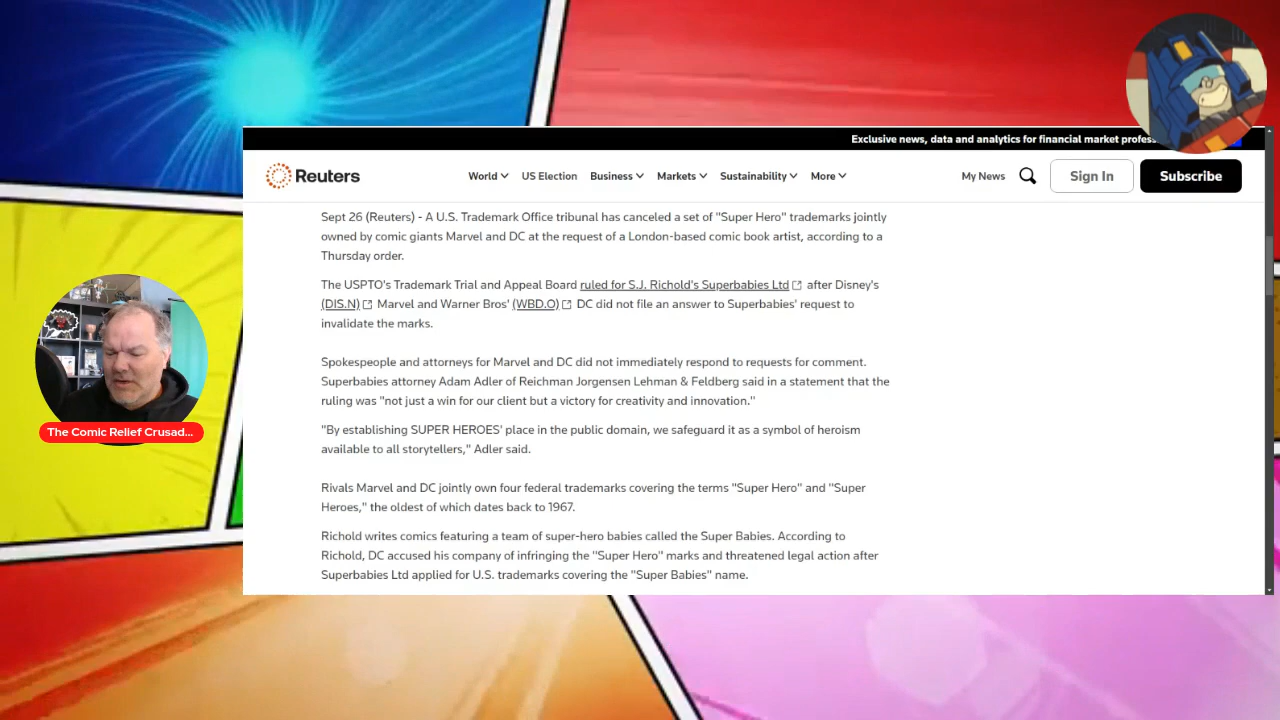 Exclusive news, data and analytics for financial market
Reuters
World US Election Business Markets Sustainability More
My News Sign In Subscribe
Sept 26 (Reuters) - A U.S. Trademark Office tribunal has canceled a set of "Super Hero" trademarks jointly
owned by comic giants Marvel and DC at the request of a London-based comic book artist, according to a
Thursday order.
The USPTO's Trademark Trial and Appeal Board ruled for S.J. Richold's Superbabies Ltd after Disney's
(DIS.N) Marvel and Warner Bros' (WBD.O) DC did not file an answer to Superbabies' request to
invalidate the marks.
Spokespeople and attorneys for Marvel and DC did not immediately respond to requests for comment.
Superbabies attorney Adam Adler of Reichman Jorgensen Lehman & Feldberg said in a statement that the
ruling was "not just a win for our client but a victory for creativity and innovation."
"By establishing SUPER HEROES' place in the public domain, we safeguard it as a symbol of heroism
available to all storytellers," Adler said.
Rivals Marvel and DC jointly own four federal trademarks covering the terms "Super Hero" and "Super
Heroes," the oldest of which dates back to 1967.
Richold writes comics featuring a team of super-hero babies called the Super Babies. According to
Richold, DC accused his company of infringing the "Super Hero" marks and threatened legal action after
Superbabies Ltd applied for U.S. trademarks covering the "Super Babies" name.
The Comic Relief Crusad...